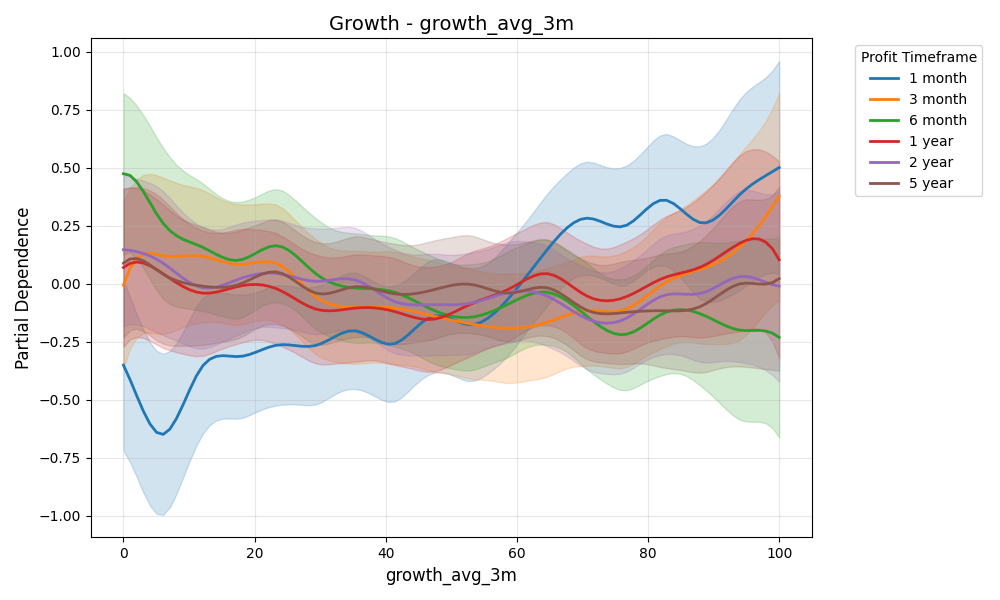 Growth - growth_avg_3m
Profit Timeframe
1 month
3 month
6 month
1 year
2 year
5 year
Partial Dependence
1.00
0.75
0.50
0.25
0.00
−0.25
−0.50
−0.75
−1.00
0 20 40 60 80 100
growth_avg_3m